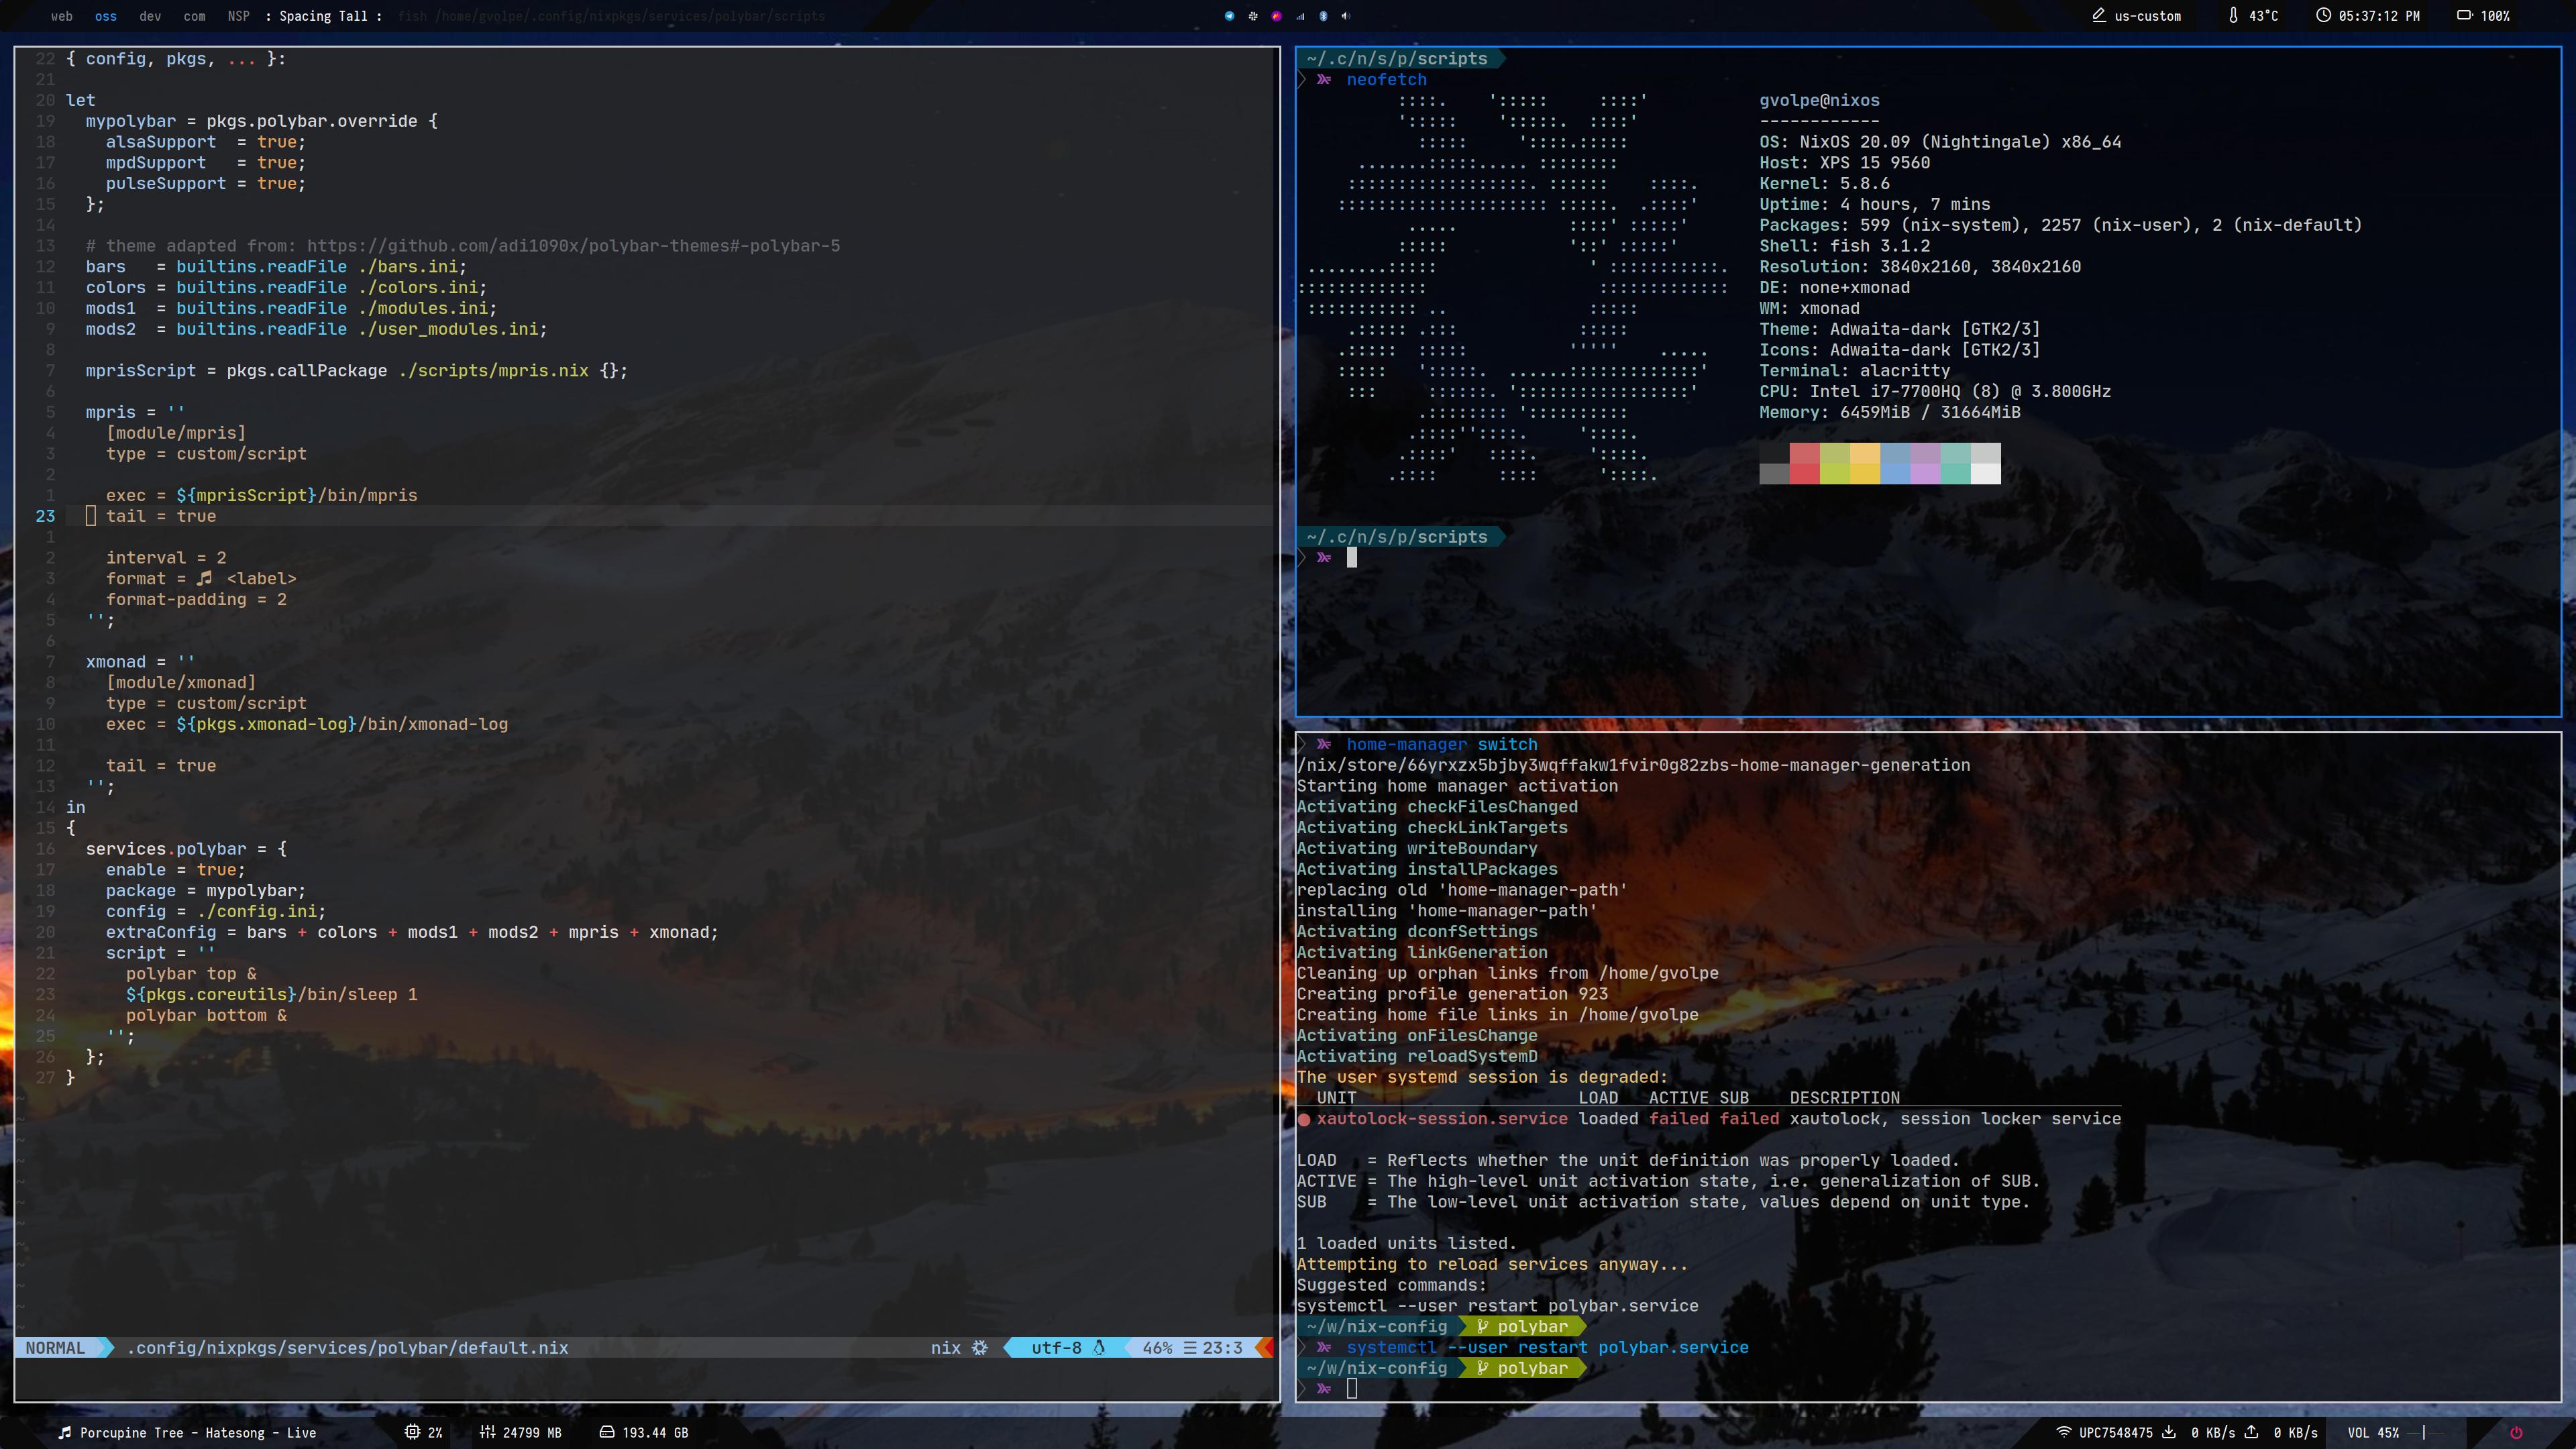 web oss dev com NSP : Spacing Tall : fish /home/gvolpe/.config/nixpkgs/services/polybar/scripts
us-custom 43°C 05:37:12 PM 100%
22 { config, pkgs, ... }:
21
20 let
19   mypolybar = pkgs.polybar.override {
18     alsaSupport  = true;
17     mpdSupport   = true;
16     pulseSupport = true;
15   };
14
13   # theme adapted from: https://github.com/adi1090x/polybar-themes#-polybar-5
12   bars   = builtins.readFile ./bars.ini;
11   colors = builtins.readFile ./colors.ini;
10   mods1  = builtins.readFile ./modules.ini;
9   mods2  = builtins.readFile ./user_modules.ini;
8
7   mprisScript = pkgs.callPackage ./scripts/mpris.nix {};
6
5   mpris = ''
4     [module/mpris]
3     type = custom/script
2
1     exec = ${mprisScript}/bin/mpris
23     tail = true
1
2     interval = 2
3     format = 🎵 <label>
4     format-padding = 2
5   '';
6
7   xmonad = ''
8     [module/xmonad]
9     type = custom/script
10     exec = ${pkgs.xmonad-log}/bin/xmonad-log
11
12     tail = true
13   '';
14 in
15 {
16   services.polybar = {
17     enable = true;
18     package = mypolybar;
19     config = ./config.ini;
20     extraConfig = bars + colors + mods1 + mods2 + mpris + xmonad;
21     script = ''
22       polybar top &
23       ${pkgs.coreutils}/bin/sleep 1
24       polybar bottom &
25     '';
26   };
27 }
NORMAL .config/nixpkgs/services/polybar/default.nix nix utf-8 46% ☰ 23:3
~/.c/n/s/p/scripts
neofetch
gvolpe@nixos
------------
OS: NixOS 20.09 (Nightingale) x86_64
Host: XPS 15 9560
Kernel: 5.8.6
Uptime: 4 hours, 7 mins
Packages: 599 (nix-system), 2257 (nix-user), 2 (nix-default)
Shell: fish 3.1.2
Resolution: 3840x2160, 3840x2160
DE: none+xmonad
WM: xmonad
Theme: Adwaita-dark [GTK2/3]
Icons: Adwaita-dark [GTK2/3]
Terminal: alacritty
CPU: Intel i7-7700HQ (8) @ 3.800GHz
Memory: 6459MiB / 31664MiB
~/.c/n/s/p/scripts
home-manager switch
/nix/store/66yrxzx5bjby3wqffakw1fvir0g82zbs-home-manager-generation
Starting home manager activation
Activating checkFilesChanged
Activating checkLinkTargets
Activating writeBoundary
Activating installPackages
replacing old 'home-manager-path'
installing 'home-manager-path'
Activating dconfSettings
Activating linkGeneration
Cleaning up orphan links from /home/gvolpe
Creating profile generation 923
Creating home file links in /home/gvolpe
Activating onFilesChange
Activating reloadSystemD
The user systemd session is degraded:
UNIT LOAD ACTIVE SUB DESCRIPTION
● xautolock-session.service loaded failed failed xautolock, session locker service
LOAD   = Reflects whether the unit definition was properly loaded.
ACTIVE = The high-level unit activation state, i.e. generalization of SUB.
SUB    = The low-level unit activation state, values depend on unit type.
1 loaded units listed.
Attempting to reload services anyway...
Suggested commands:
systemctl --user restart polybar.service
~/w/nix-config polybar
systemctl --user restart polybar.service
~/w/nix-config polybar
Porcupine Tree - Hatesong - Live 2% 24799 MB 193.44 GB
UPC7548475 0 KB/s 0 KB/s VOL 45%